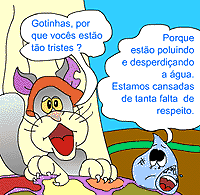 Gotinhas, por
que vocês estão
tão tristes ?
Porque
estão poluindo
e desperdiçando
a água.
Estamos cansadas
de tanta falta de
respeito.